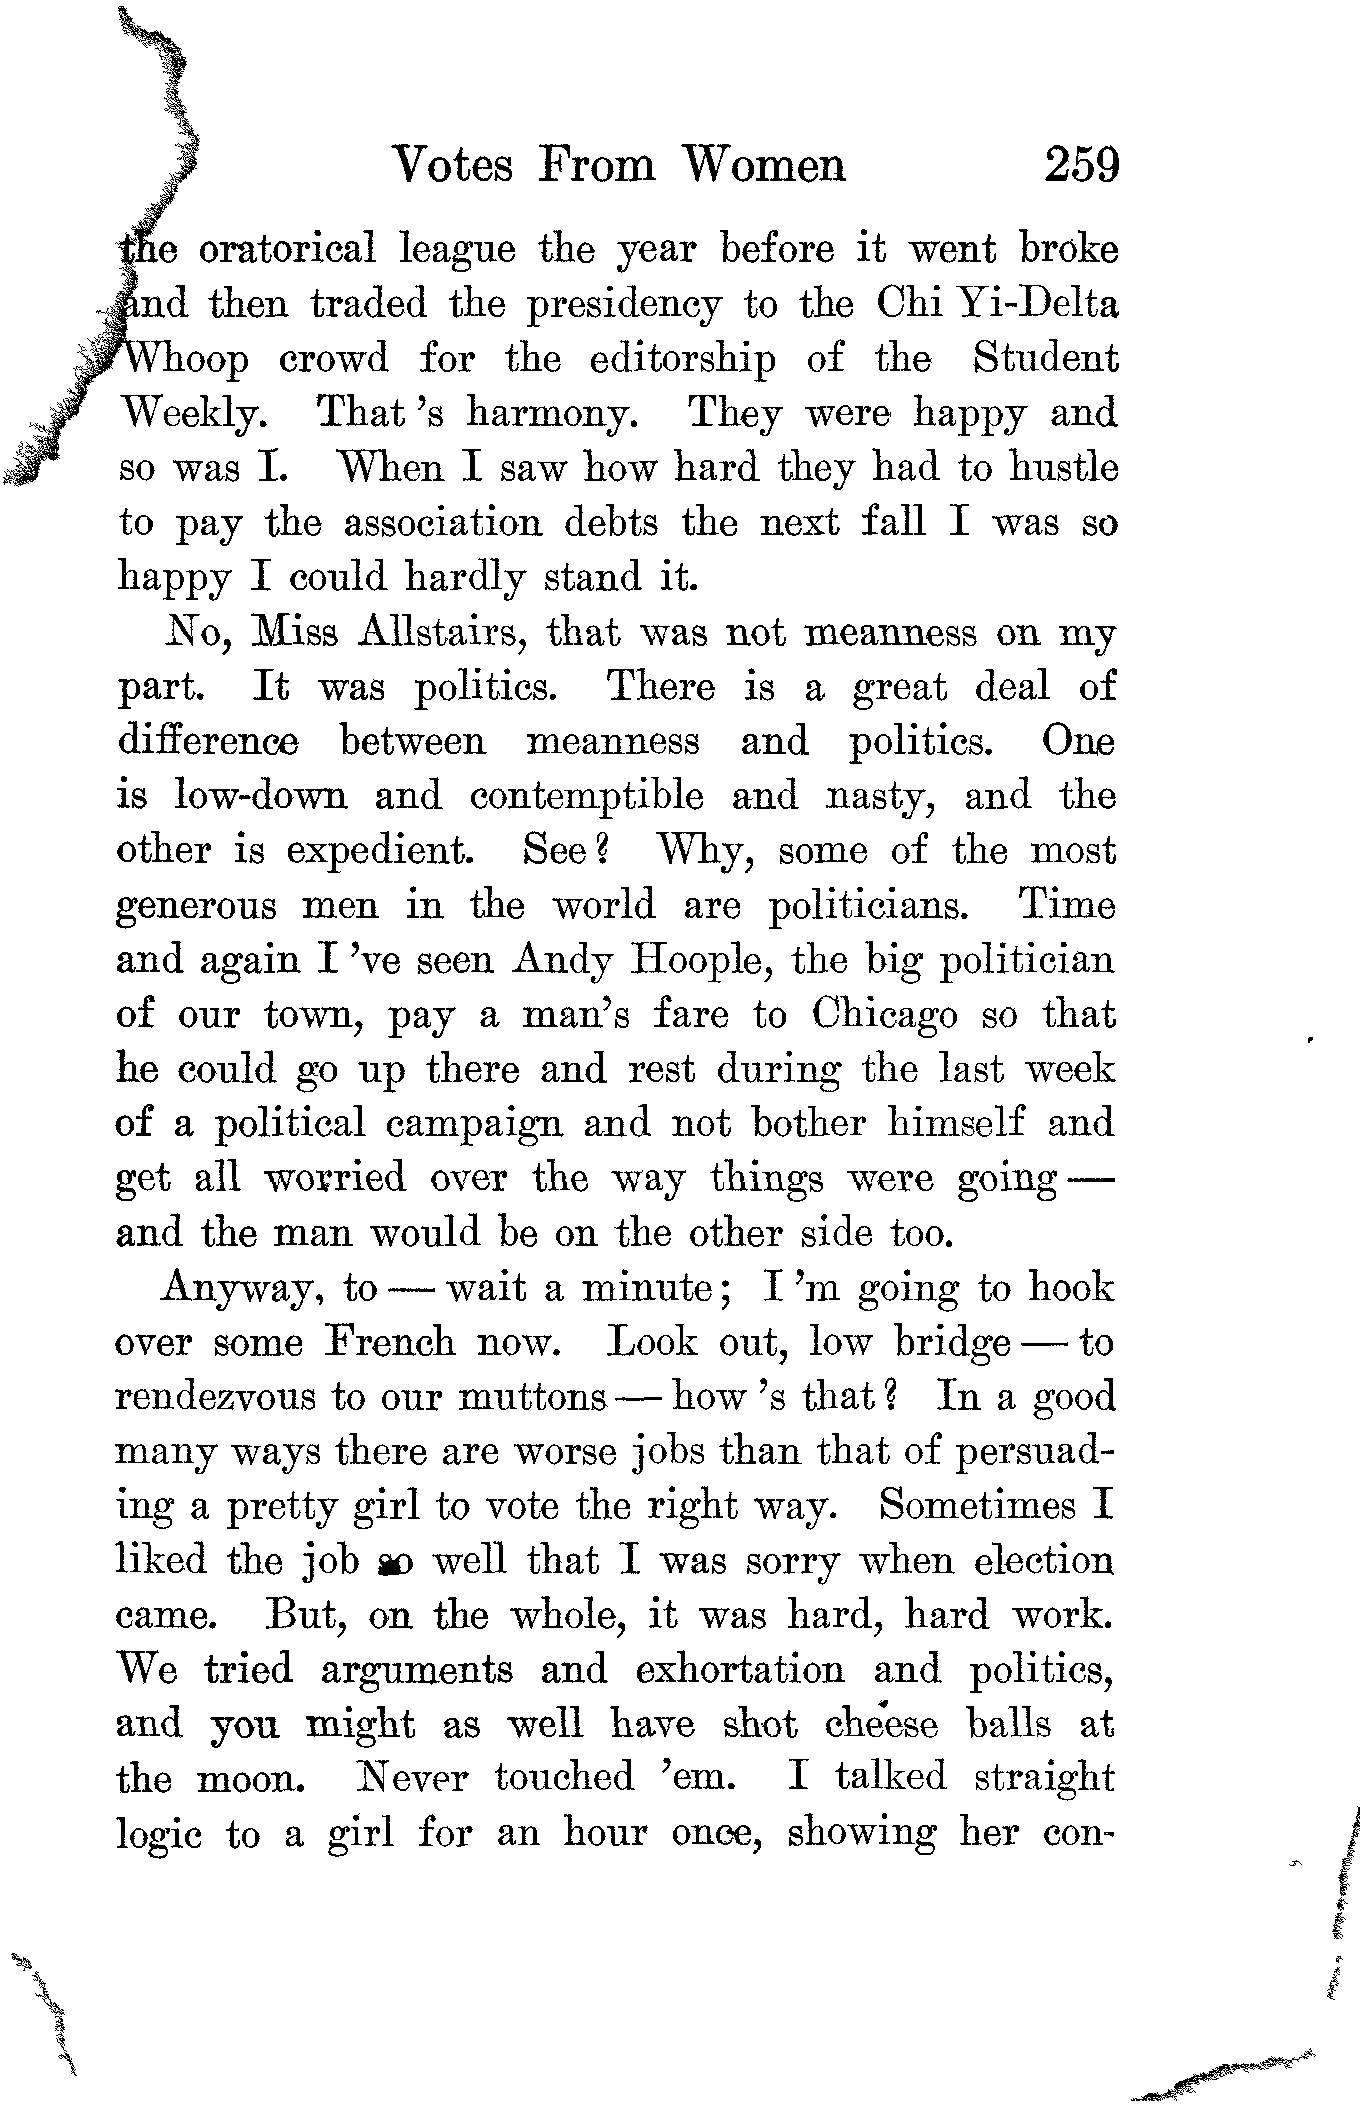 Votes From Women 259
the oratorical league the year before it went broke
and then traded the presidency to the Chi Yi-Delta
Whoop crowd for the editorship of the Student
Weekly. That's harmony. They were happy and
so was I. When I saw how hard they had to hustle
to pay the association debts the next fall I was so
happy I could hardly stand it.
No, Miss Allstairs, that was not meanness on my
part. It was politics. There is a great deal of
difference between meanness and politics. One
is low-down and contemptible and nasty, and the
other is expedient. See? Why, some of the most
generous men in the world are politicians. Time
and again I've seen Andy Hoople, the big politician
of our town, pay a man's fare to Chicago so that
he could go up there and rest during the last week
of a political campaign and not bother himself and
get all worried over the way things were going—
and the man would be on the other side too.
Anyway, to — wait a minute; I'm going to hook
over some French now. Look out, low bridge — to
rendezvous to our muttons — how's that? In a good
many ways there are worse jobs than that of persuad-
ing a pretty girl to vote the right way. Sometimes I
liked the job so well that I was sorry when election
came. But, on the whole, it was hard, hard work.
We tried arguments and exhortation and politics,
and you might as well have shot cheese balls at
the moon. Never touched 'em. I talked straight
logic to a girl for an hour once, showing her con-